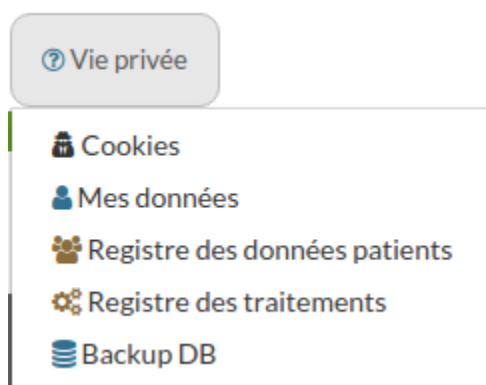 Vie privée
Cookies
Mes données
Registre des données patients
Registre des traitements
Backup DB